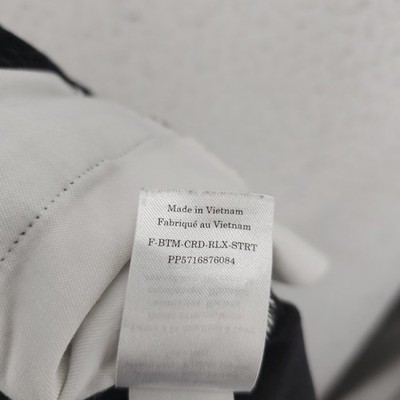 Made in Vietnam
Fabriqué au Vietnam
F-BTM-CRD-RLX-STRT
PP5716876084